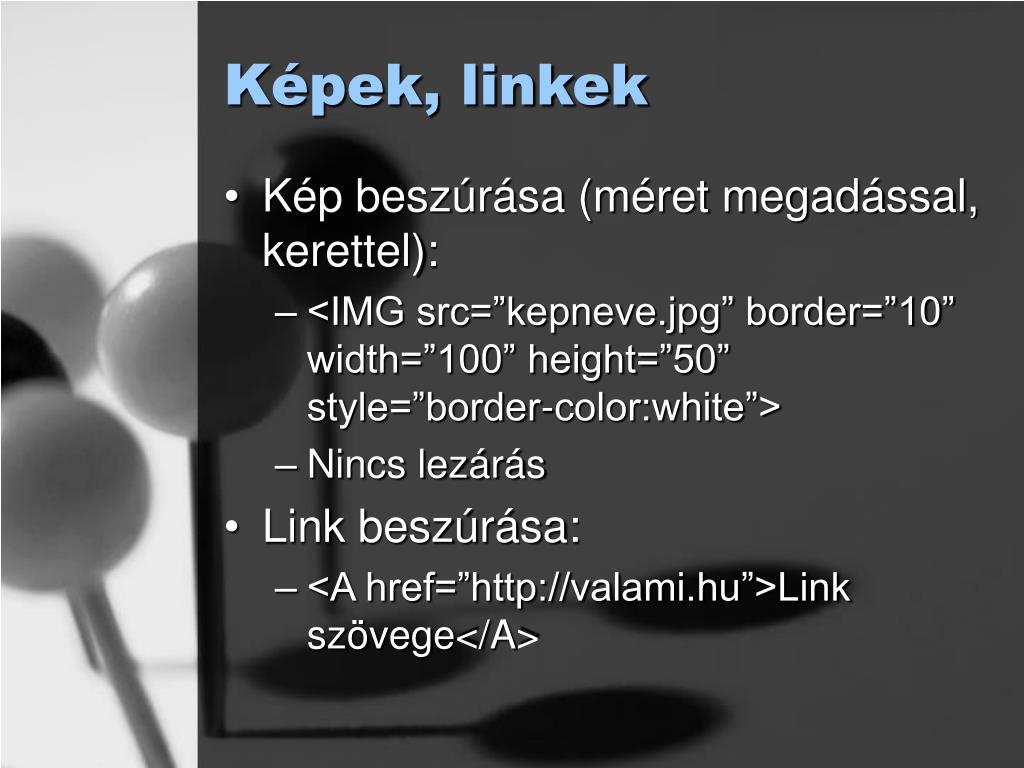 Képek, linkek
• Kép beszúrása (méret megadással,
kerettel):
– <IMG src=”kepneve.jpg” border=”10”
width=”100” height=”50”
style=”border-color:white”>
– Nincs lezárás
• Link beszúrása:
– <A href=”http://valami.hu”>Link
szövege</A>